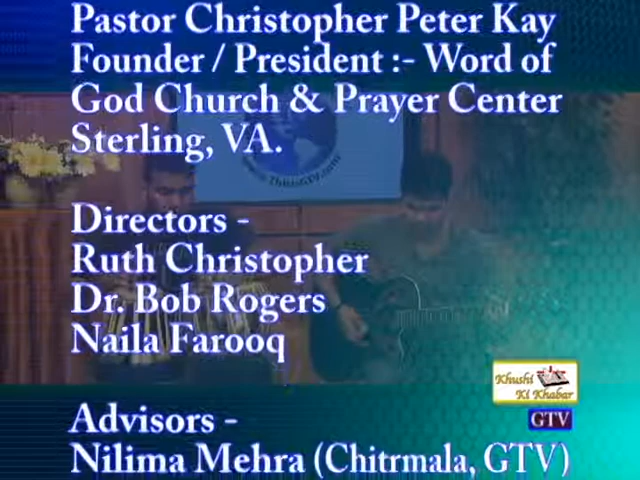 Pastor Christopher Peter Kay
Founder / President :- Word of
God Church & Prayer Center
Sterling, VA.
Directors -
Ruth Christopher
Dr. Bob Rogers
Naila Farooq
Khushi
Ki Khabar
GTV
Advisors -
Nilima Mehra (Chitrmala, GTV)